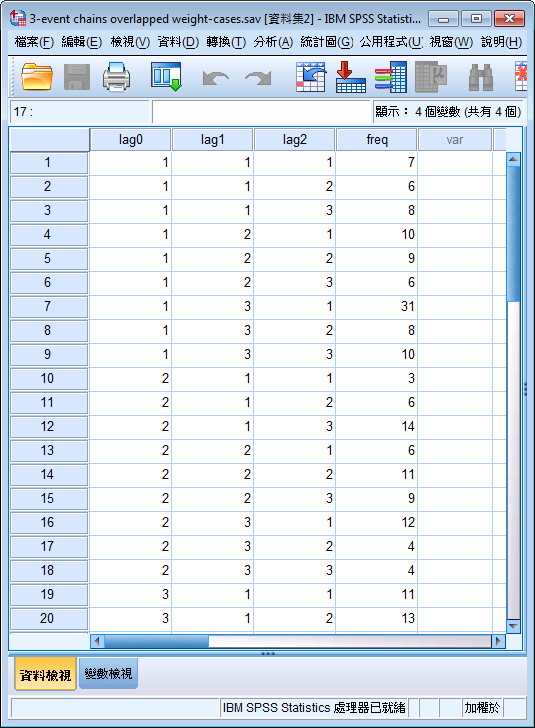 3-event chains overlapped weight-cases.sav [資料集2] - IBM SPSS Statisti...
檔案(F) 編輯(E) 檢視(V) 資料(D) 轉換(T) 分析(A) 統計圖(G) 公用程式(U) 視窗(W) 說明(H)
17 : 顯示： 4 個變數 (共有 4 個)
lag0 lag1 lag2 freq var
1 1 1 1 7
2 1 1 2 6
3 1 1 3 8
4 1 2 1 10
5 1 2 2 9
6 1 2 3 6
7 1 3 1 31
8 1 3 2 8
9 1 3 3 10
10 2 1 1 3
11 2 1 2 6
12 2 1 3 14
13 2 2 1 6
14 2 2 2 11
15 2 2 3 9
16 2 3 1 12
17 2 3 2 4
18 2 3 3 4
19 3 1 1 11
20 3 1 2 13
資料檢視 變數檢視
IBM SPSS Statistics 處理器已就緒 加權於